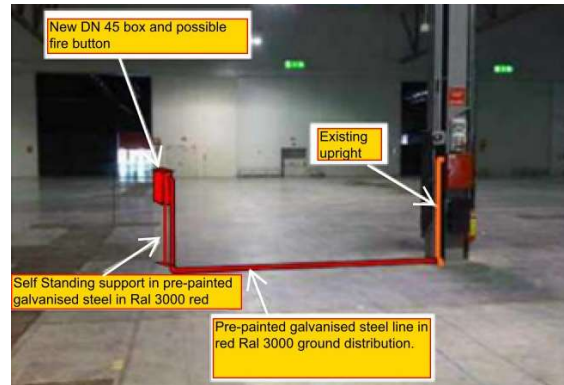 New DN 45 box and possible
fire button
Existing
upright
Self Standing support in pre-painted
galvanised steel in Ral 3000 red
Pre-painted galvanised steel line in
red Ral 3000 ground distribution.